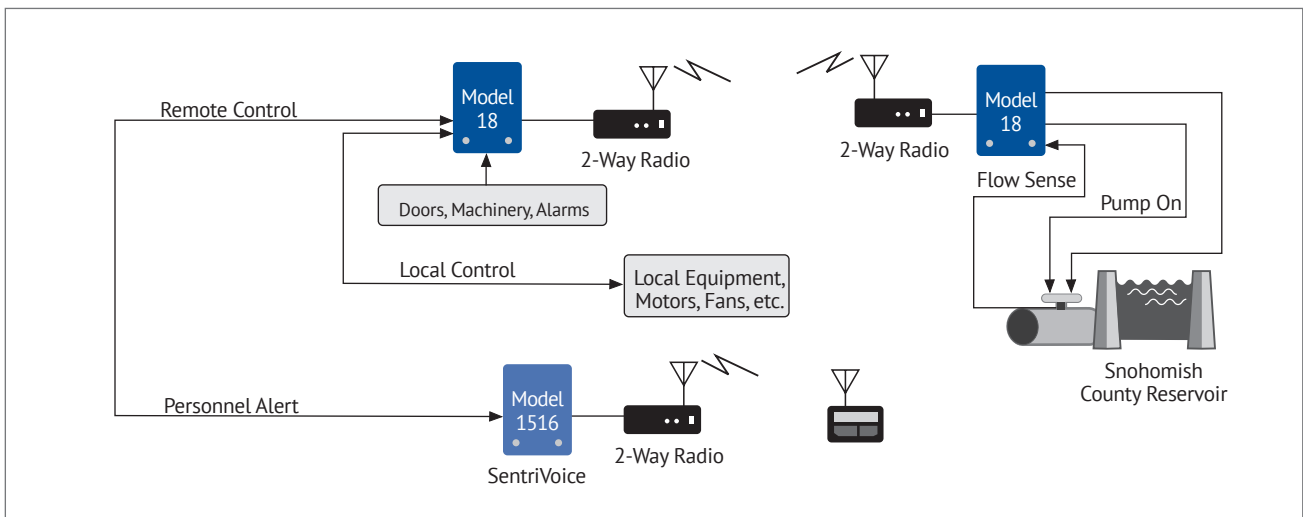 Remote Control
Model
18
2-Way Radio
Doors, Machinery, Alarms
Local Control
Local Equipment,
Motors, Fans, etc.
2-Way Radio
Model
18
Flow Sense
Pump On
Snohomish
County Reservoir
Personnel Alert
Model
1516
SentriVoice
2-Way Radio